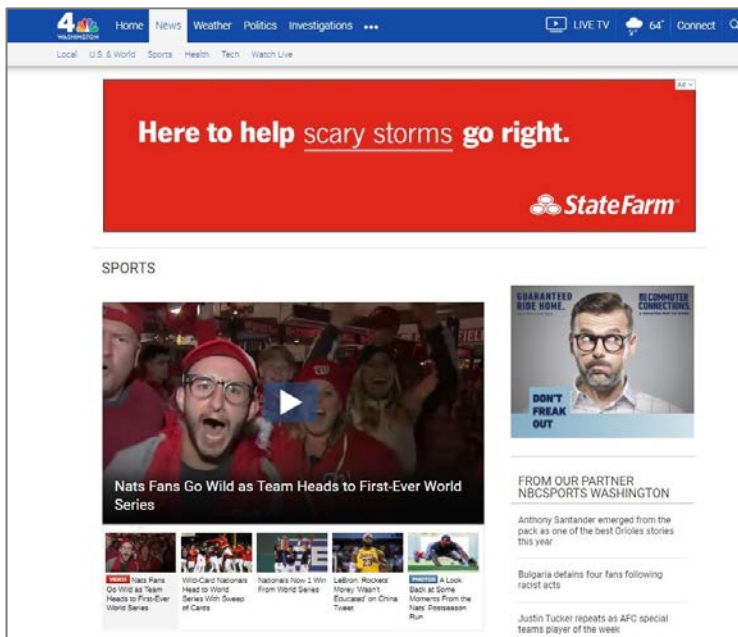 4
WASHINGTON
Home News Weather Politics Investigations ••• LIVE TV 64° Connect
Local U.S. & World Sports Health Tech Watch Live
Ad
Here to help scary storms go right.
State Farm
SPORTS
GUARANTEED
RIDE HOME.
COMMUTER
CONNECTIONS.
DON'T
FREAK
OUT
Nats Fans Go Wild as Team Heads to First-Ever World
Series
VIDEO Nats Fans
Go Wild as Team
Heads to First-Ever
World Series
Wild-Card Nationals
Head to World
Series With Sweep
of Cards
Nationals Now 1 Win
From World Series
LeBron: Rockets'
Morey 'Wasn't
Educated' on China
Tweet
PHOTOS A Look
Back at Some
Moments From the
Nats' Postseason
Run
FROM OUR PARTNER
NBCSPORTS WASHINGTON
Anthony Santander emerged from the
pack as one of the best Orioles stories
this year
Bulgaria detains four fans following
racist acts
Justin Tucker repeats as AFC special
teams player of the week